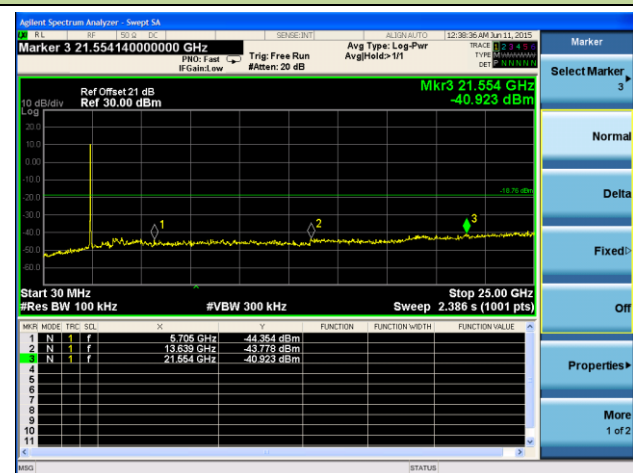 Agilent Spectrum Analyzer - Swept SA
RL RF 50 Ω DC SENSE:INT ALIGN AUTO 12:38:36 AM Jun 11, 2015
Marker 3 21.554140000000 GHz
PNO: Fast
IFGain:Low
Trig: Free Run
#Atten: 20 dB
Avg Type: Log-Pwr
Avg|Hold:> 1/1
TRACE 1 2 3 4 5 6
TYPE
DET P N N N N N
Ref Offset 21 dB
Ref 30.00 dBm
10 dB/div
Log
Mkr3 21.554 GHz
-40.923 dBm
20.0
10.0
0.00
-10.0
-20.0
-30.0
-40.0
-50.0
-60.0
1
2
3
Start 30 MHz
#Res BW 100 kHz
#VBW 300 kHz
Stop 25.00 GHz
Sweep 2.386 s (1001 pts)
MKR MODE TRC SCL X Y FUNCTION FUNCTION WIDTH FUNCTION VALUE
1 N 1 f 5.705 GHz -44.354 dBm
2 N 1 f 13.639 GHz -43.778 dBm
3 N 1 f 21.554 GHz -40.923 dBm
4
5
6
7
8
9
10
11
MSG STATUS
Marker
Select Marker
3
Normal
Delta
Fixed
Off
Properties
More
1 of 2